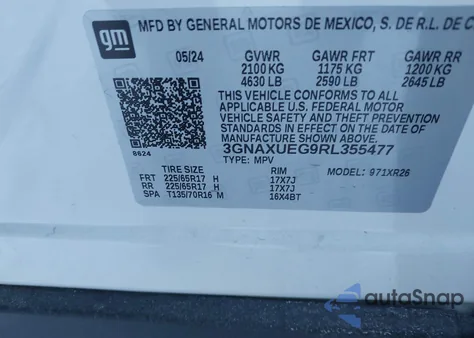 gm
MFD BY GENERAL MOTORS DE MEXICO, S. DE R.L. DE C
05/24 GVWR GAWR FRT GAWR RR
2100 KG 1175 KG 1200 KG
4630 LB 2590 LB 2645 LB
THIS VEHICLE CONFORMS TO ALL
APPLICABLE U.S. FEDERAL MOTOR
VEHICLE SAFETY AND THEFT PREVENTION
STANDARDS IN EFFECT ON THE DATE
OF MANUFACTURE SHOWN ABOVE.
8624 3GNAXUEG9RL355477
TYPE: MPV MODEL: 971XR26
TIRE SIZE RIM
FRT 225/65R17 H 17X7J
RR 225/65R17 H 17X7J
SPA T135/70R16 M 16X4BT
AutoSnap